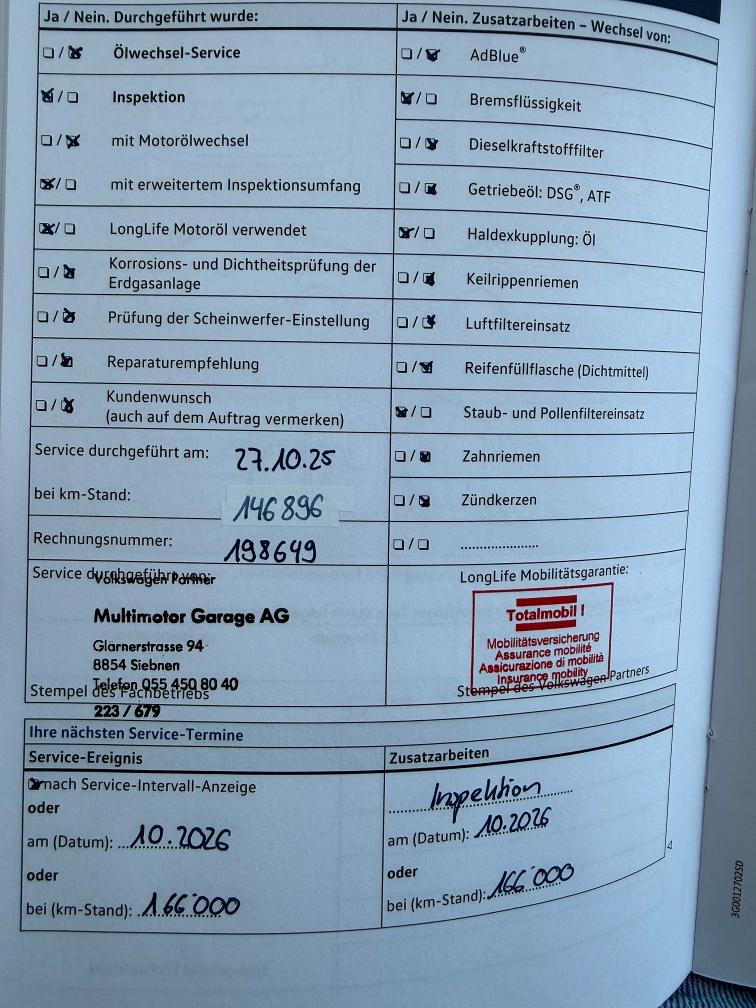 Ja / Nein. Durchgeführt wurde:
☐ / ☒ Ölwechsel-Service
☒ / ☐ Inspektion
☐ / ☒ mit Motorölwechsel
☒ / ☐ mit erweitertem Inspektionsumfang
☒ / ☐ LongLife Motoröl verwendet
☐ / ☒ Korrosions- und Dichtheitsprüfung der
Erdgasanlage
☐ / ☒ Prüfung der Scheinwerfer-Einstellung
☐ / ☒ Reparaturempfehlung
☐ / ☒ Kundenwunsch
(auch auf dem Auftrag vermerken)
Service durchgeführt am: 27.10.25
bei km-Stand: 146 896
Rechnungsnummer: 198649
Service durchgeführt von:
Volkswagen Partner
Multimotor Garage AG
Glarnerstrasse 94
8854 Siebnen
Telefon 055 450 80 40
Stempel des Fachbetriebs
223 / 679
Ja / Nein. Zusatzarbeiten – Wechsel von:
☐ / ☒ AdBlue®
☒ / ☐ Bremsflüssigkeit
☐ / ☒ Dieselkraftstofffilter
☐ / ☒ Getriebeöl: DSG®, ATF
☒ / ☐ Haldexkupplung: Öl
☐ / ☒ Keilrippenriemen
☐ / ☒ Luftfiltereinsatz
☐ / ☒ Reifenfüllflasche (Dichtmittel)
☒ / ☐ Staub- und Pollenfiltereinsatz
☐ / ☒ Zahnriemen
☐ / ☒ Zündkerzen
☐ / ☐ ......................
LongLife Mobilitätsgarantie:
Totalmobil !
Mobilitätsversicherung
Assurance mobilité
Assicurazione di mobilità
Insurance mobility
Stempel des Volkswagen Partners
Ihre nächsten Service-Termine
Service-Ereignis
☒ nach Service-Intervall-Anzeige
oder
am (Datum): 10.2026
oder
bei (km-Stand): 166'000
Zusatzarbeiten
Inspektion
am (Datum): 10.2026
oder
bei (km-Stand): 166'000
3G0012702SD